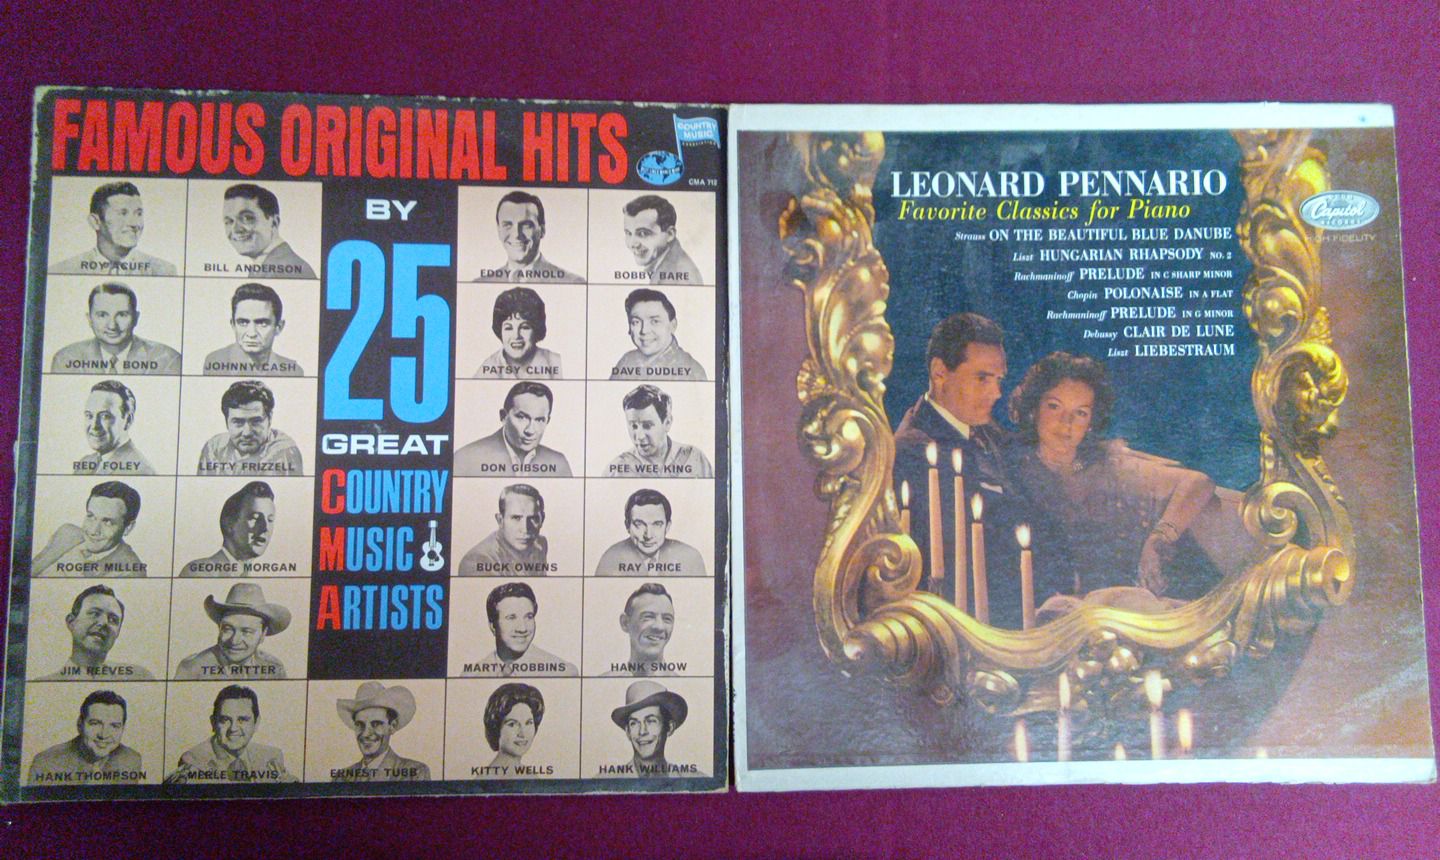 FAMOUS ORIGINAL HITS
COUNTRY
MUSIC
ASSOCIATION
CMA 712
BY
25
GREAT
COUNTRY
MUSIC
ARTISTS
ROY ACUFF
BILL ANDERSON
EDDY ARNOLD
BOBBY BARE
JOHNNY BOND
JOHNNY CASH
PATSY CLINE
DAVE DUDLEY
RED FOLEY
LEFTY FRIZZELL
DON GIBSON
PEE WEE KING
ROGER MILLER
GEORGE MORGAN
BUCK OWENS
RAY PRICE
JIM REEVES
TEX RITTER
MARTY ROBBINS
HANK SNOW
HANK THOMPSON
MERLE TRAVIS
ERNEST TUBB
KITTY WELLS
HANK WILLIAMS
LEONARD PENNARIO
Favorite Classics for Piano
Strauss ON THE BEAUTIFUL BLUE DANUBE
Liszt HUNGARIAN RHAPSODY NO. 2
Rachmaninoff PRELUDE IN C SHARP MINOR
Chopin POLONAISE IN A FLAT
Rachmaninoff PRELUDE IN G MINOR
Debussy CLAIR DE LUNE
Liszt LIEBESTRAUM
Capitol
RECORDS
HIGH FIDELITY